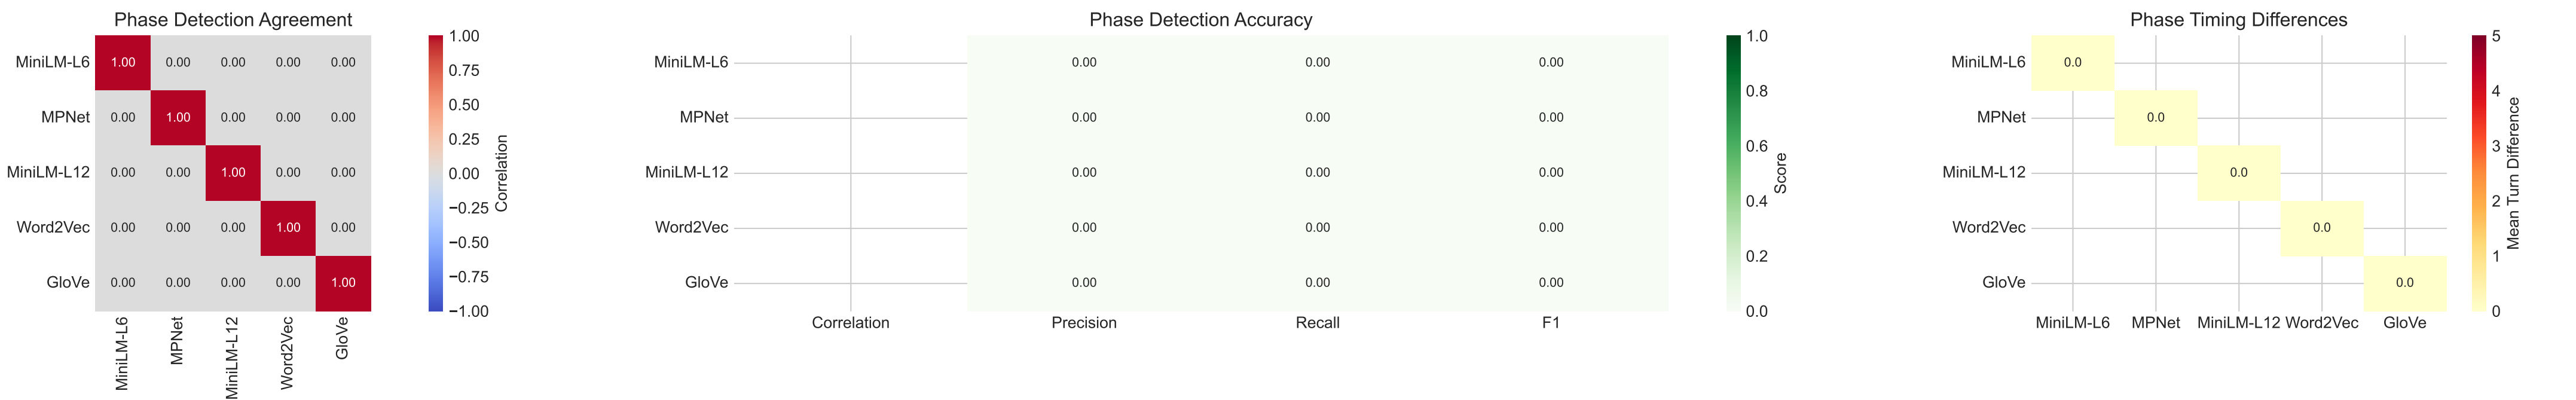 Phase Detection Agreement
MiniLM-L6 1.00 0.00 0.00 0.00 0.00
MPNet 0.00 1.00 0.00 0.00 0.00
MiniLM-L12 0.00 0.00 1.00 0.00 0.00
Word2Vec 0.00 0.00 0.00 1.00 0.00
GloVe 0.00 0.00 0.00 0.00 1.00
MiniLM-L6 MPNet MiniLM-L12 Word2Vec GloVe
1.00
0.75
0.50
0.25
0.00
−0.25
−0.50
−0.75
−1.00
Correlation
Phase Detection Accuracy
MiniLM-L6 0.00 0.00 0.00
MPNet 0.00 0.00 0.00
MiniLM-L12 0.00 0.00 0.00
Word2Vec 0.00 0.00 0.00
GloVe 0.00 0.00 0.00
Correlation Precision Recall F1
1.0
0.8
0.6
0.4
0.2
0.0
Score
Phase Timing Differences
MiniLM-L6 0.0
MPNet 0.0
MiniLM-L12 0.0
Word2Vec 0.0
GloVe 0.0
MiniLM-L6 MPNet MiniLM-L12 Word2Vec GloVe
5
4
3
2
1
0
Mean Turn Difference